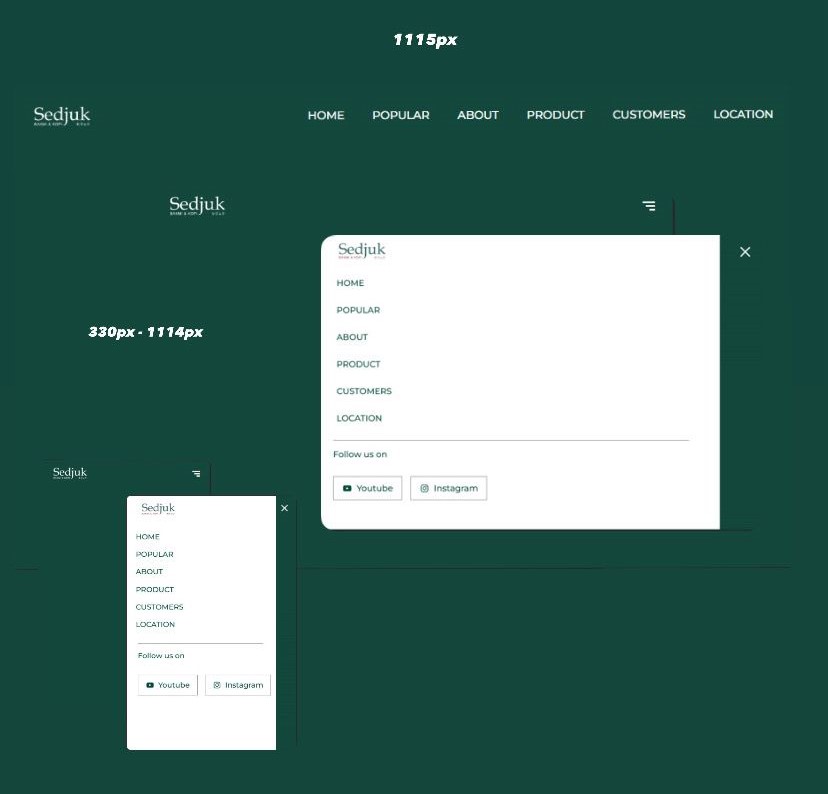 1115px
Sedjuk
HOME POPULAR ABOUT PRODUCT CUSTOMERS LOCATION
Sedjuk
Sedjuk
HOME
POPULAR
ABOUT
PRODUCT
CUSTOMERS
LOCATION
Follow us on
Youtube Instagram
330px - 1114px
Sedjuk
Sedjuk
HOME
POPULAR
ABOUT
PRODUCT
CUSTOMERS
LOCATION
Follow us on
Youtube Instagram